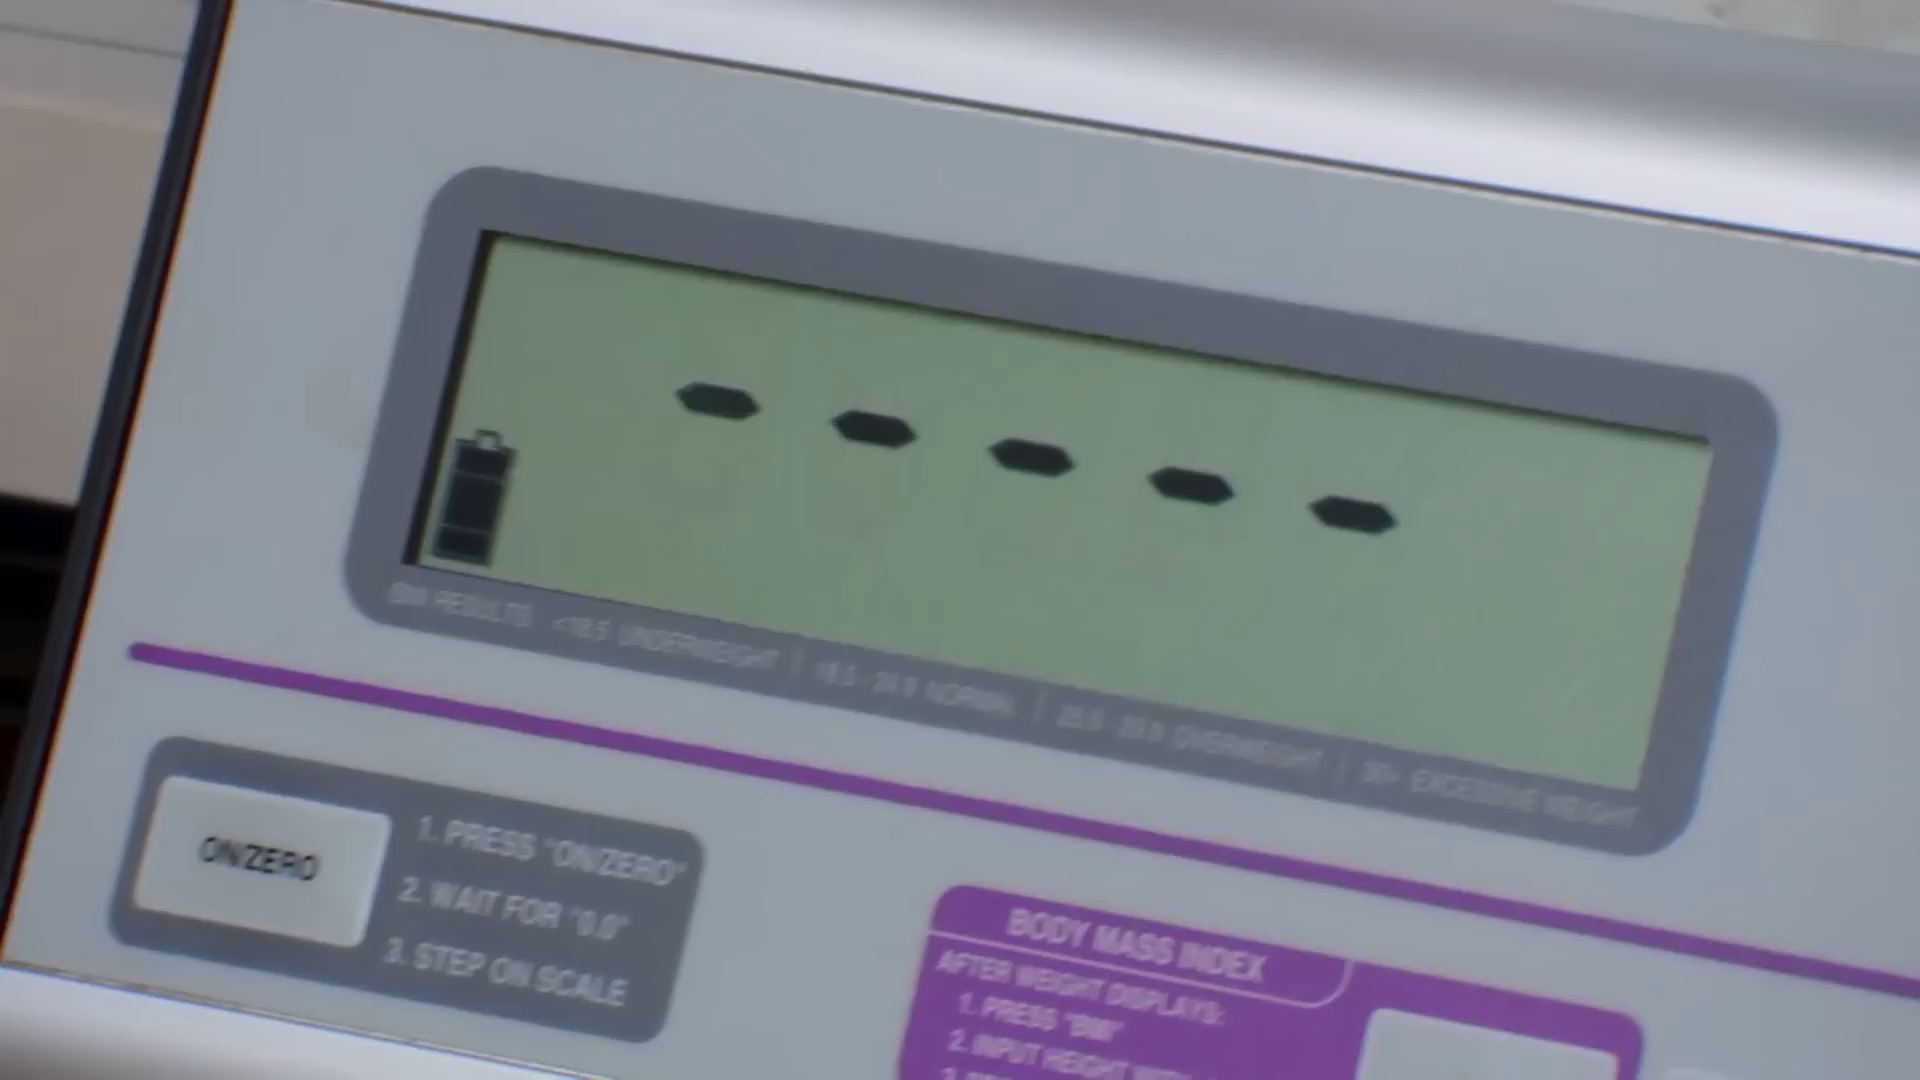 - - - - -
BMI RESULTS <18.5 UNDERWEIGHT | 18.5 - 24.9 NORMAL | 25.0 - 29.9 OVERWEIGHT | 30+ EXCESSIVE WEIGHT
ON/ZERO
1. PRESS "ON/ZERO"
2. WAIT FOR "0.0"
3. STEP ON SCALE
BODY MASS INDEX
AFTER WEIGHT DISPLAYS:
1. PRESS "BMI"
2. INPUT HEIGHT